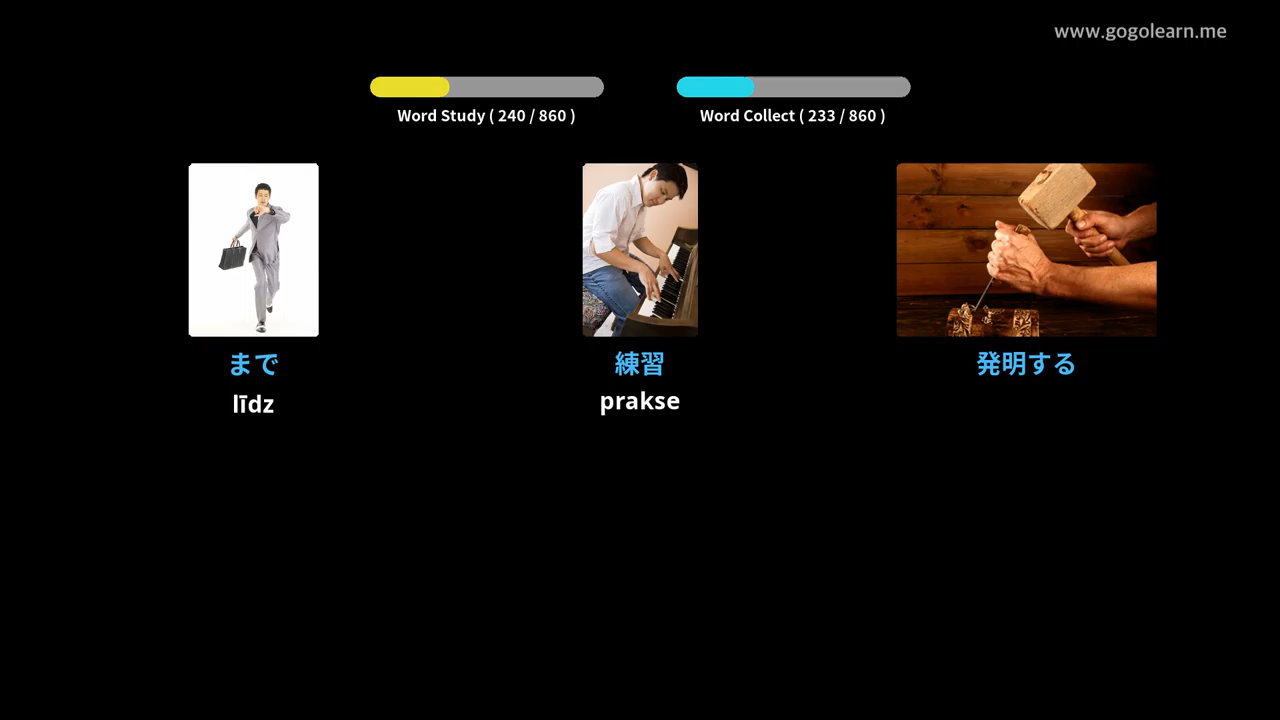 www.gogolearn.me
Word Study ( 240 / 860 )
Word Collect ( 233 / 860 )
まで
līdz
練習
prakse
発明する